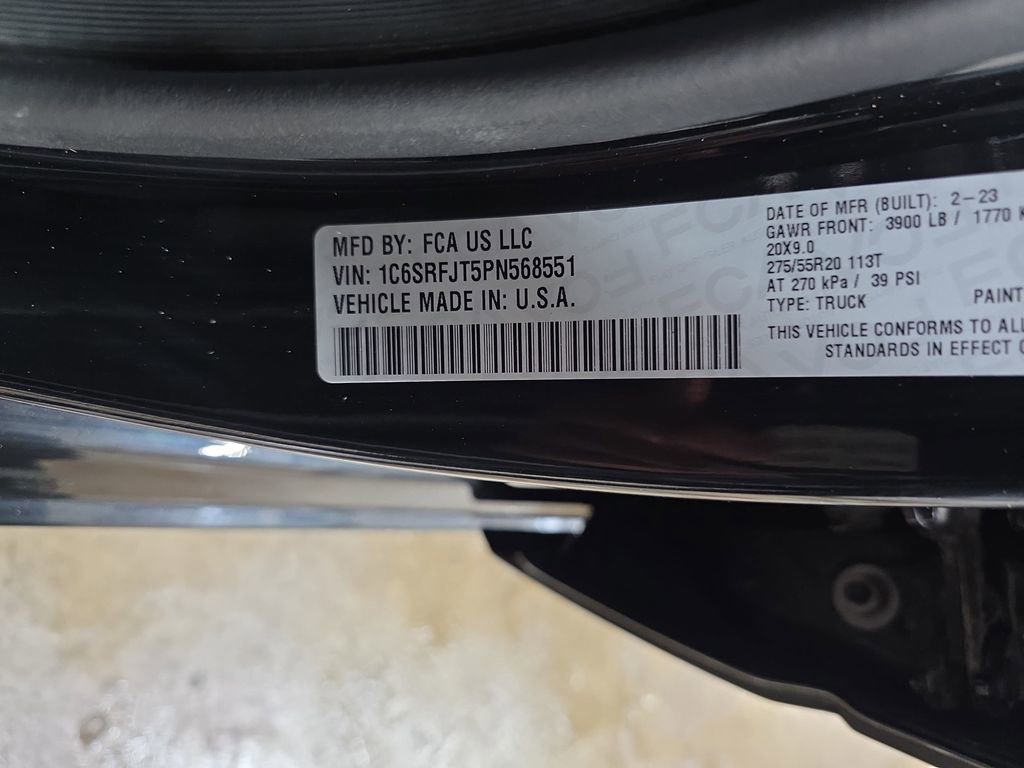 MFD BY: FCA US LLC
VIN: 1C6SRFJT5PN568551
VEHICLE MADE IN: U.S.A.
DATE OF MFR (BUILT): 2-23
GAWR FRONT: 3900 LB / 1770 K
20X9.0
275/55R20 113T
AT 270 kPa / 39 PSI
TYPE: TRUCK
PAINT
THIS VEHICLE CONFORMS TO ALL
STANDARDS IN EFFECT O